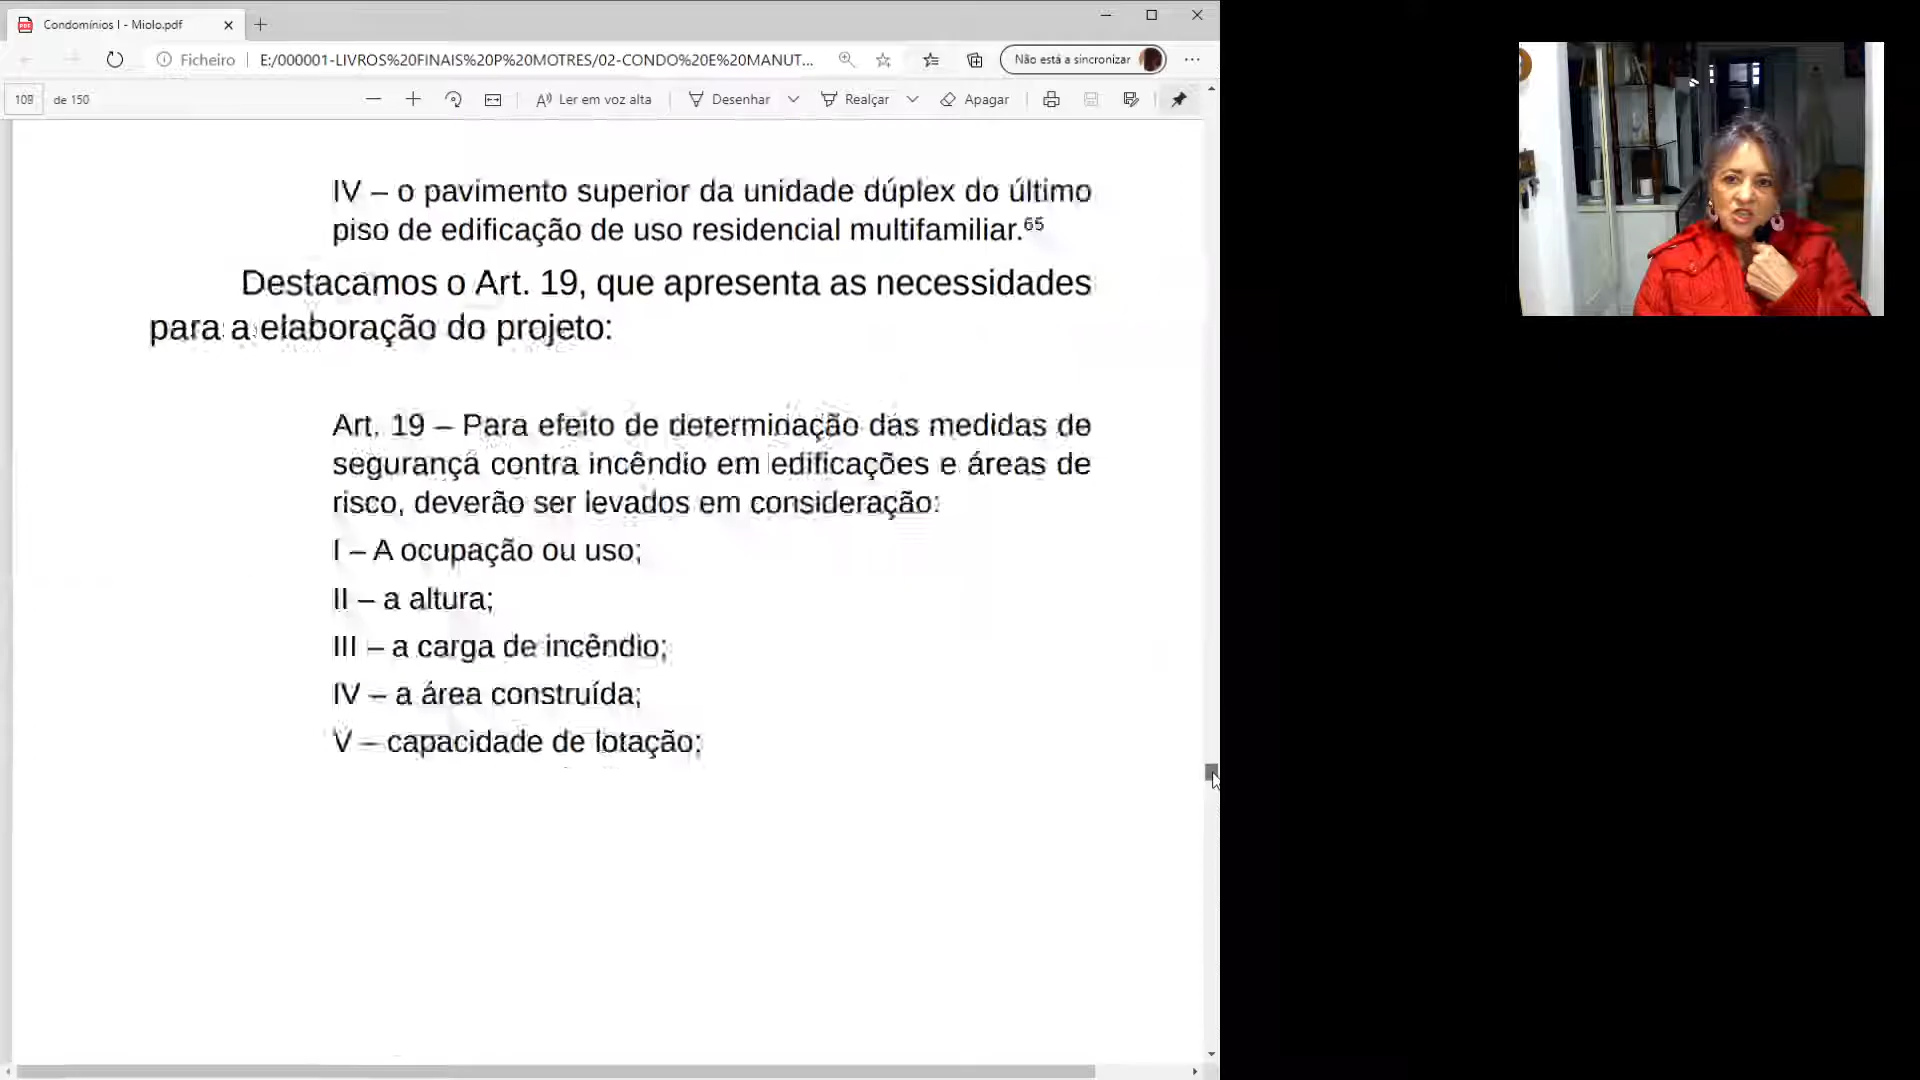 Condomínios I - Miolo.pdf
Ficheiro
E:/000001-LIVROS%20FINAIS%20P%20MOTRES/02-CONDO%20E%20MANUT...
Não está a sincronizar
de 150
Ler em voz alta
Desenhar
Realçar
Apagar
IV – o pavimento superior da unidade dúplex do último
piso de edificação de uso residencial multifamiliar.65
Destacamos o Art. 19, que apresenta as necessidades
para a elaboração do projeto:
Art. 19 – Para efeito de determinação das medidas de
segurança contra incêndio em edificações e áreas de
risco, deverão ser levados em consideração:
I – A ocupação ou uso;
II – a altura;
III – a carga de incêndio;
IV – a área construída;
V – capacidade de lotação;